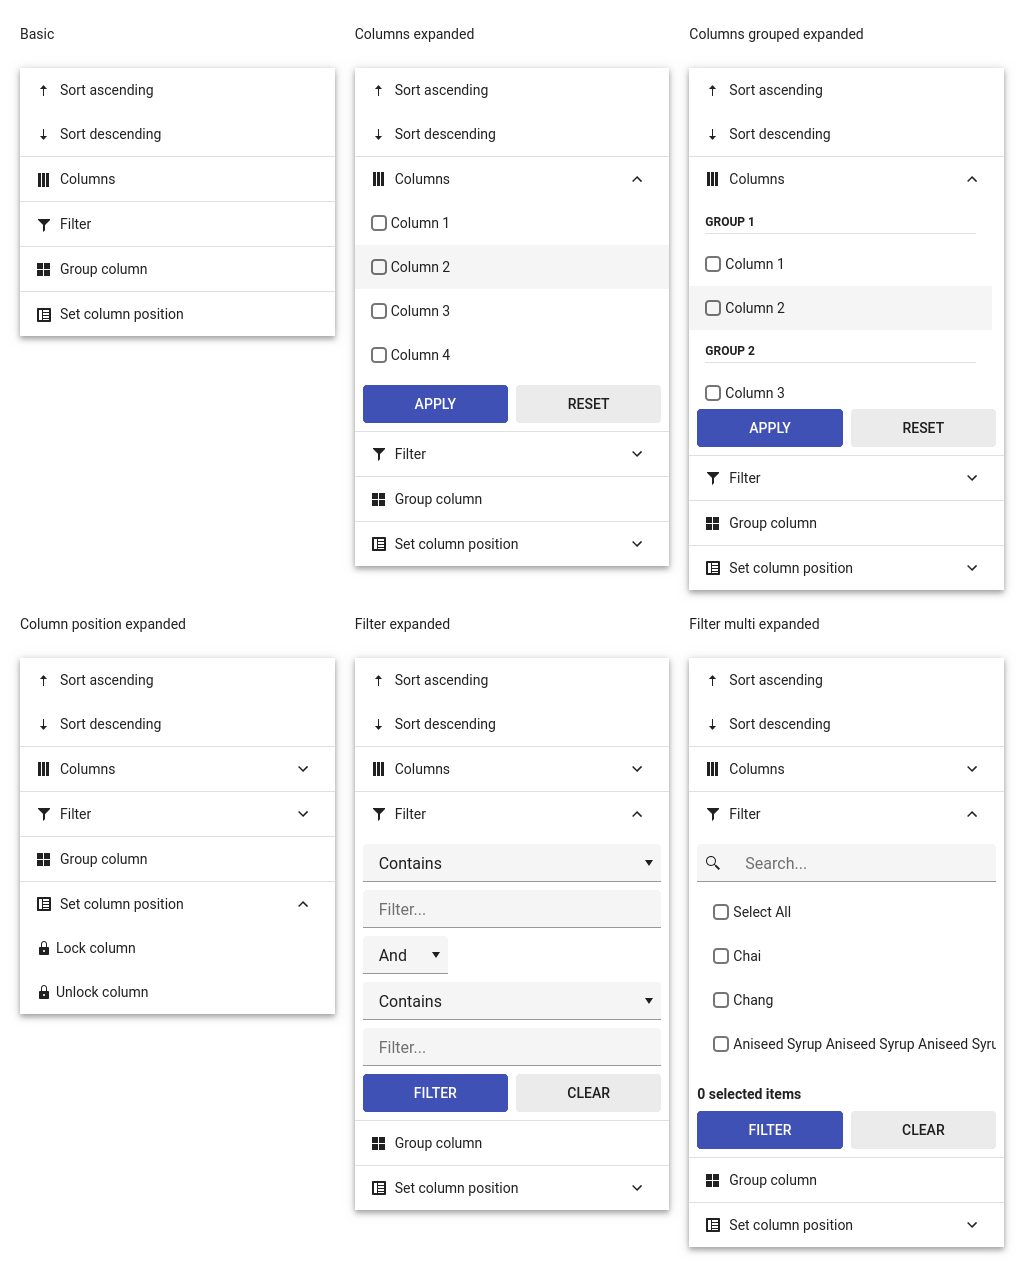 Basic
Sort ascending
Sort descending
Columns
Filter
Group column
Set column position
Columns expanded
Sort ascending
Sort descending
Columns
Column 1
Column 2
Column 3
Column 4
APPLY RESET
Filter
Group column
Set column position
Columns grouped expanded
Sort ascending
Sort descending
Columns
GROUP 1
Column 1
Column 2
GROUP 2
Column 3
APPLY RESET
Filter
Group column
Set column position
Column position expanded
Sort ascending
Sort descending
Columns
Filter
Group column
Set column position
Lock column
Unlock column
Filter expanded
Sort ascending
Sort descending
Columns
Filter
Contains
Filter...
And
Contains
Filter...
FILTER CLEAR
Group column
Set column position
Filter multi expanded
Sort ascending
Sort descending
Columns
Filter
Search...
Select All
Chai
Chang
Aniseed Syrup Aniseed Syrup Aniseed
0 selected items
FILTER CLEAR
Group column
Set column position